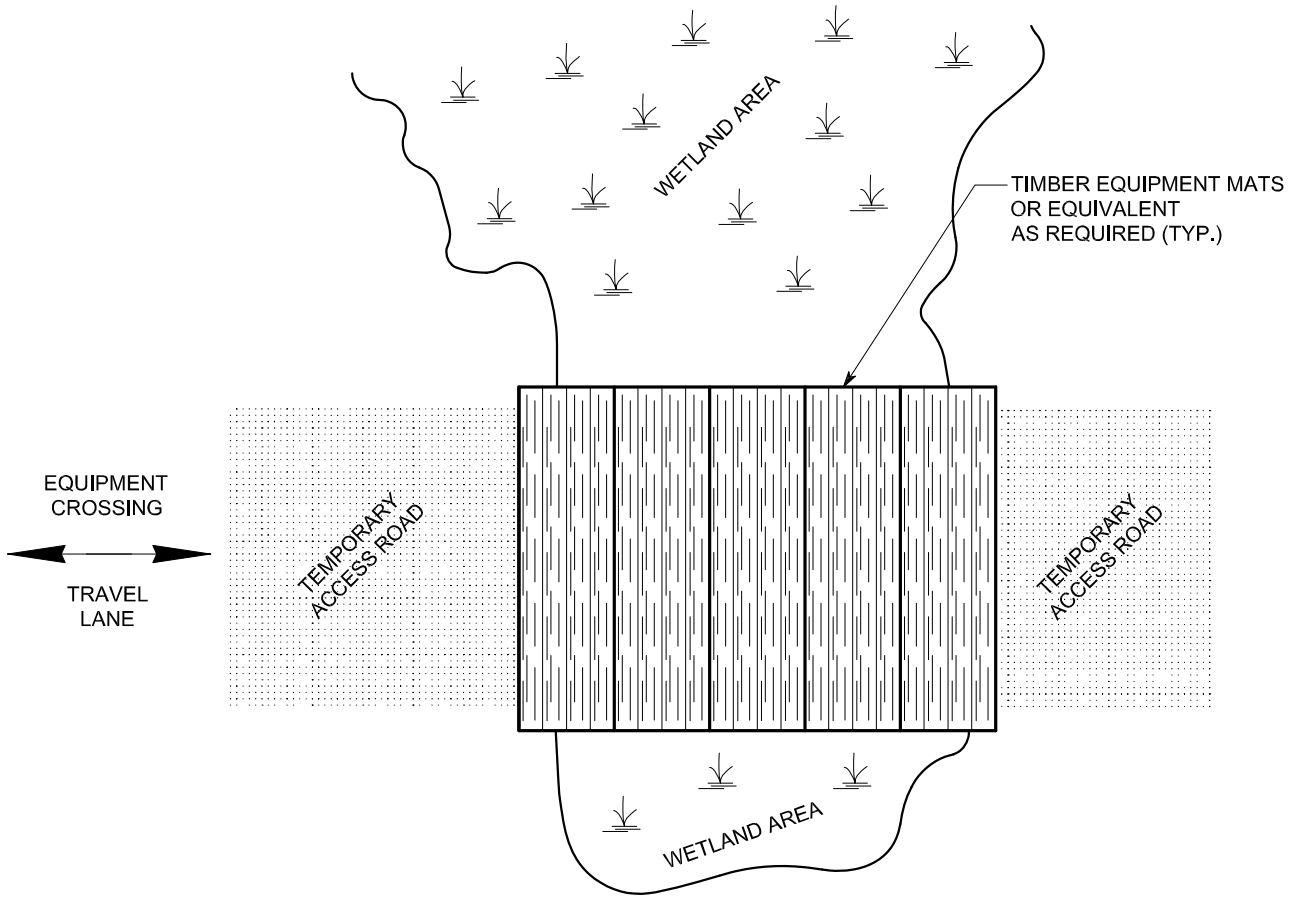 WETLAND AREA
TIMBER EQUIPMENT MATS
OR EQUIVALENT
AS REQUIRED (TYP.)
EQUIPMENT
CROSSING
TRAVEL
LANE
TEMPORARY
ACCESS ROAD
TEMPORARY
ACCESS ROAD
WETLAND AREA